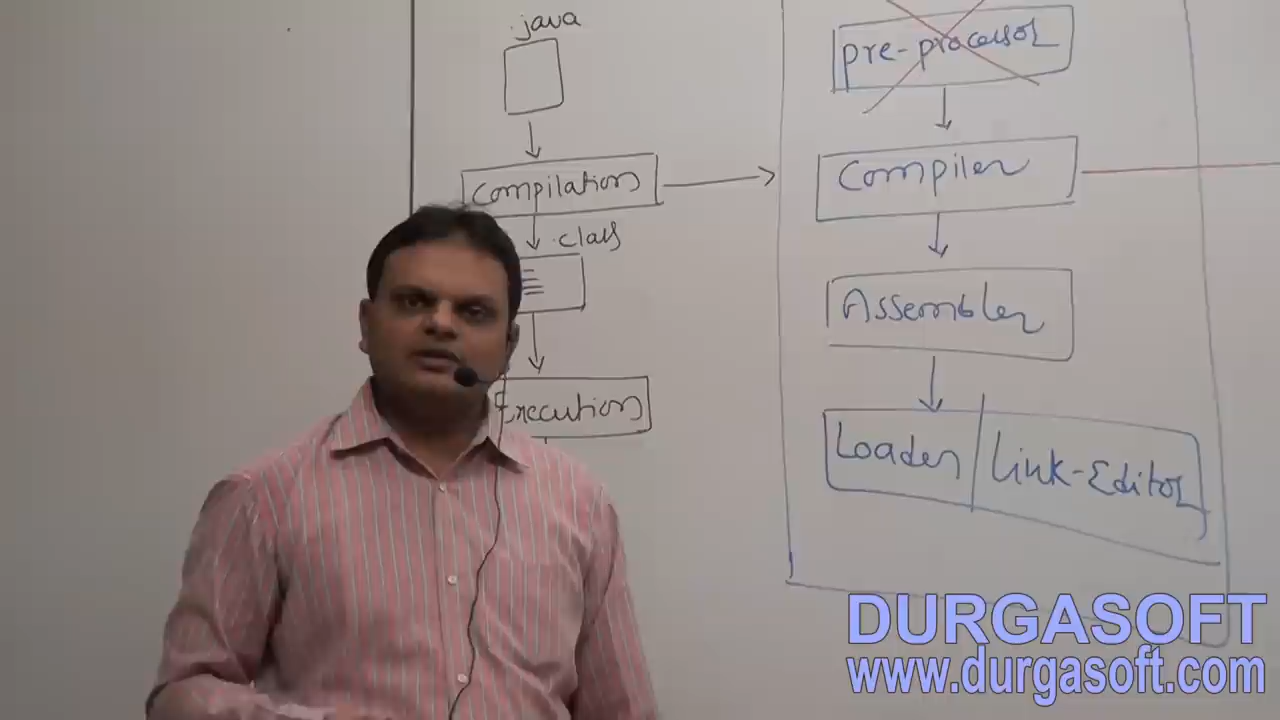 .java
Compilation
.class
Execution
pre-processor
Compiler
Assembler
Loader
Link-Editor
DURGASOFT
www.durgasoft.com